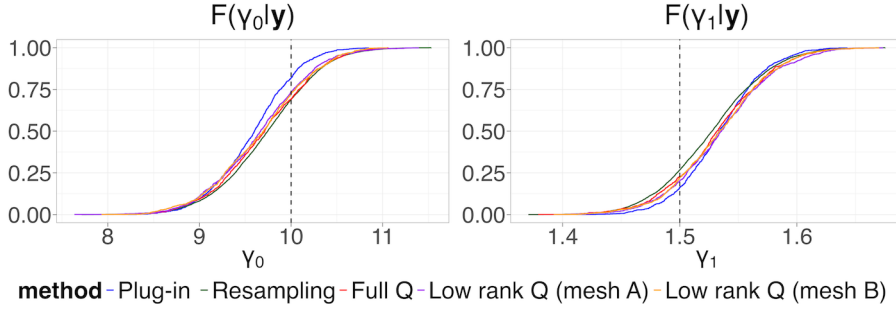 F(γ₀|y) F(γ₁|y)
1.00 1.00
0.75 0.75
0.50 0.50
0.25 0.25
0.00 0.00
8 9 10 11 1.4 1.5 1.6
γ₀ γ₁
method Plug-in Resampling Full Q Low rank Q (mesh A) Low rank Q (mesh B)